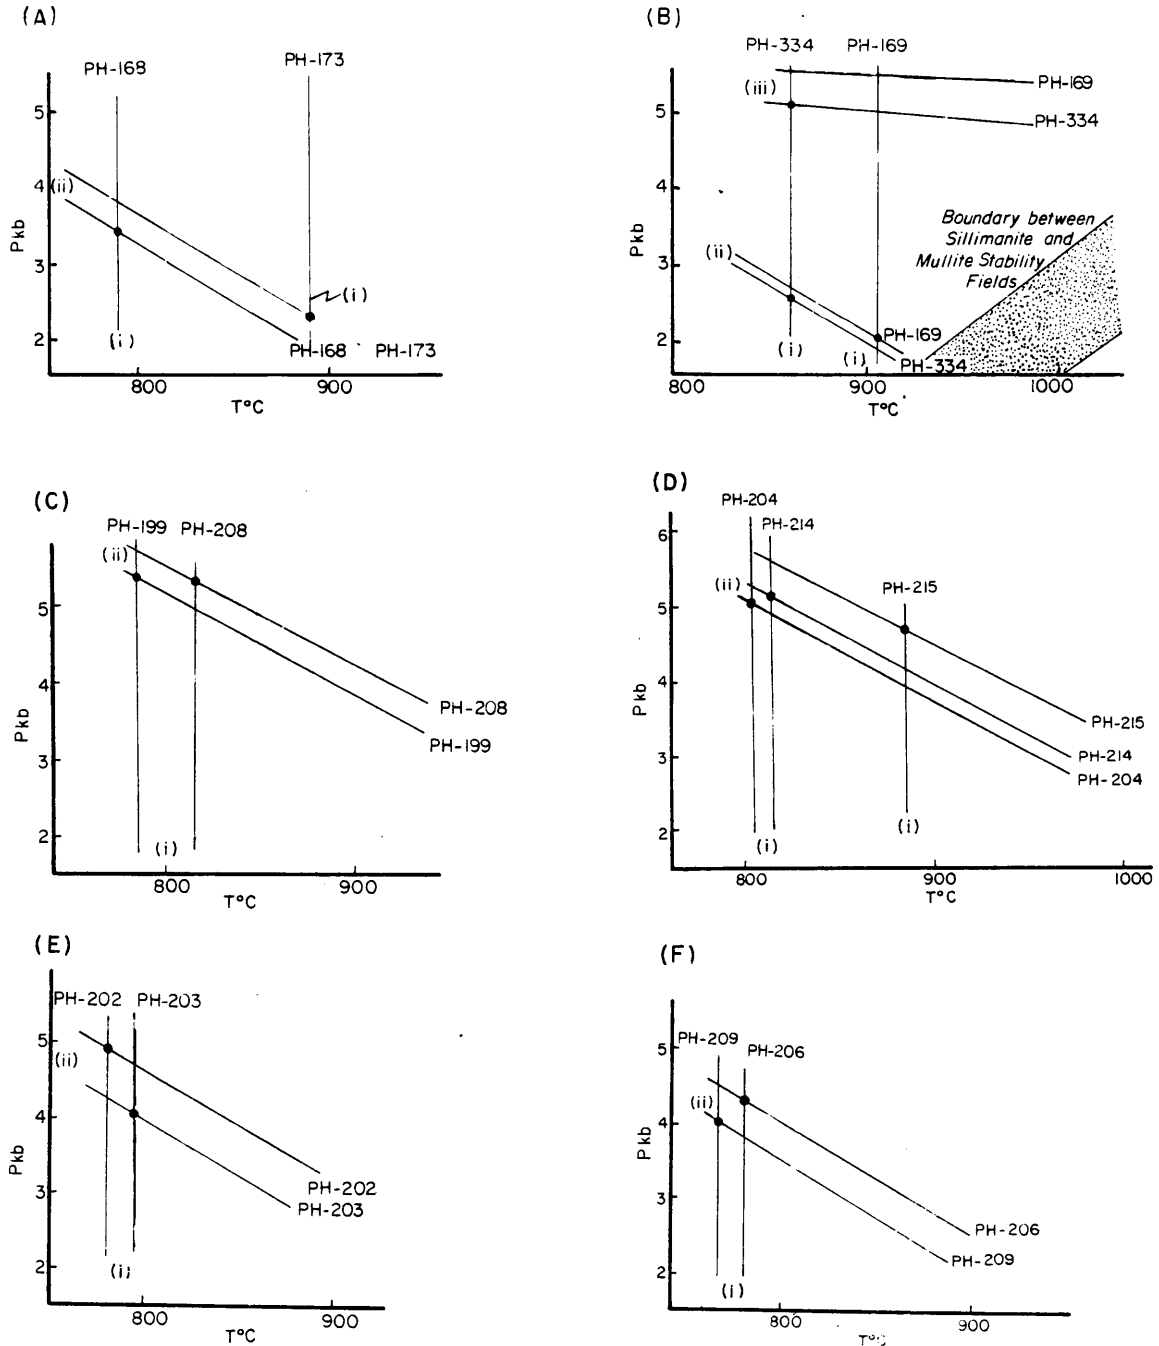 (A)
PH-168
PH-173
5
4
3
2
Pkb
(ii)
(i)
(i)
PH-168
PH-173
800
900
T°C
(B)
PH-334
PH-169
5
4
3
2
Pkb
(iii)
PH-169
PH-334
Boundary between
Sillimanite and
Mullite Stability
Fields
(ii)
(i)
(i)
PH-169
PH-334
800
900
1000
T°C
(C)
PH-199
PH-208
(ii)
5
4
3
2
Pkb
PH-208
PH-199
(i)
800
900
T°C
(D)
PH-204
PH-214
PH-215
6
5
4
3
2
Pkb
(ii)
PH-215
PH-214
PH-204
(i)
(i)
800
900
1000
T°C
(E)
PH-202
PH-203
5
4
3
2
Pkb
(ii)
PH-202
PH-203
(i)
800
900
T°C
(F)
PH-209
PH-206
5
4
3
2
Pkb
(ii)
PH-206
PH-209
(i)
800
900
T°C